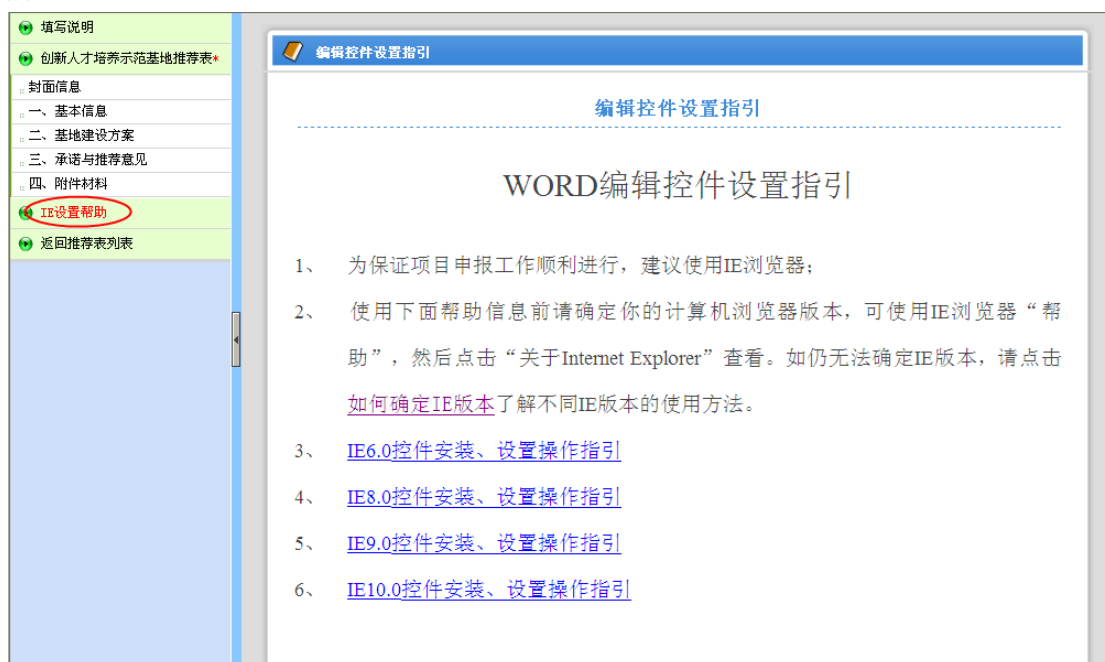 填写说明
创新人才培养示范基地推荐表*
封面信息
一、基本信息
二、基地建设方案
三、承诺与推荐意见
四、附件材料
IE设置帮助
返回推荐表列表
编辑控件设置指引
编辑控件设置指引
WORD编辑控件设置指引
1、 为保证项目申报工作顺利进行，建议使用IE浏览器；
2、 使用下面帮助信息前请确定你的计算机浏览器版本，可使用IE浏览器“帮
助”，然后点击“关于Internet Explorer”查看。如仍无法确定IE版本，请点击
如何确定IE版本了解不同IE版本的使用方法。
3、 IE6.0控件安装、设置操作指引
4、 IE8.0控件安装、设置操作指引
5、 IE9.0控件安装、设置操作指引
6、 IE10.0控件安装、设置操作指引